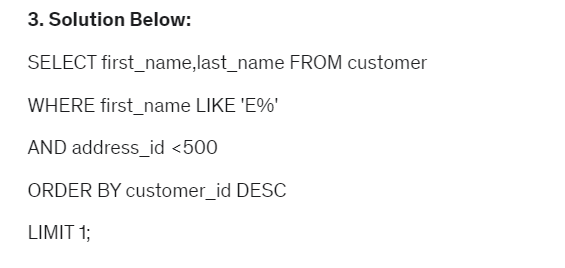 3. Solution Below:
SELECT first_name,last_name FROM customer
WHERE first_name LIKE 'E%'
AND address_id <500
ORDER BY customer_id DESC
LIMIT 1;